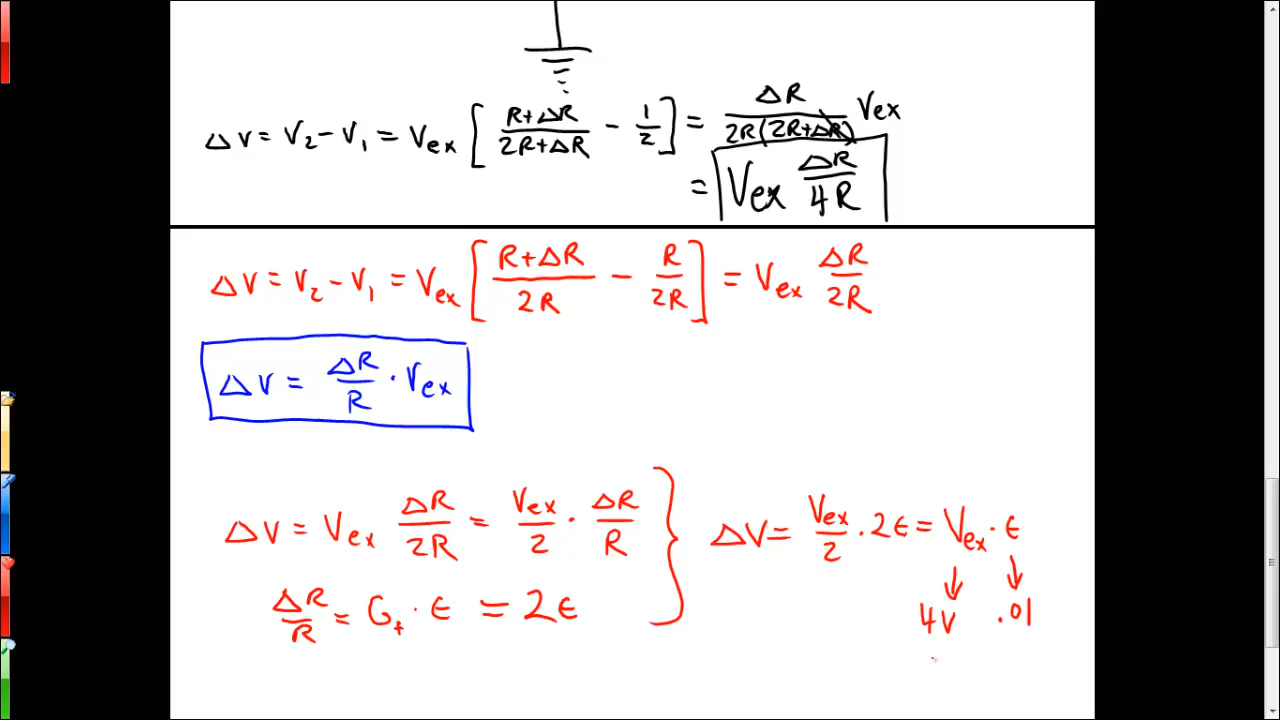 ΔV = V₂ - V₁ = Vex [ (R+ΔR)/(2R+ΔR) - 1/2 ] = ΔR/(2R(2R+ΔR)) Vex
= Vex ΔR/4R
ΔV = V₂ - V₁ = Vex [ (R+ΔR)/2R - R/2R ] = Vex ΔR/2R
ΔV = ΔR/R · Vex
ΔV = Vex ΔR/2R = Vex/2 · ΔR/R } ΔV = Vex/2 · 2ϵ = Vex · ϵ
ΔR/R = Gf · ϵ = 2ϵ
↓ ↓
4V .01